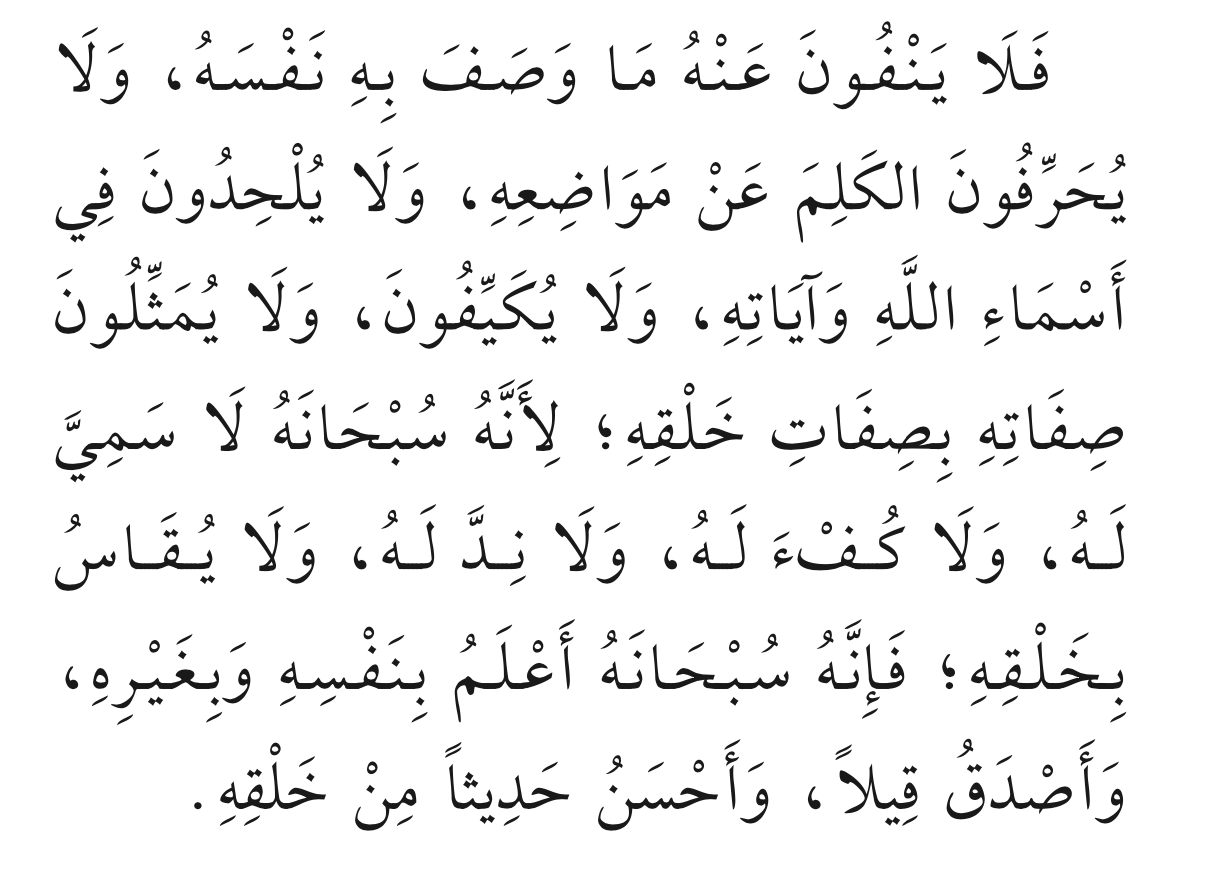 فَلَا يَنْفُونَ عَنْهُ مَا وَصَفَ بِهِ نَفْسَهُ، وَلَا
يُحَرِّفُونَ الكَلِمَ عَنْ مَوَاضِعِهِ، وَلَا يُلْحِدُونَ فِي
أَسْمَاءِ اللَّهِ وَآيَاتِهِ، وَلَا يُكَيِّفُونَ، وَلَا يُمَثِّلُونَ
صِفَاتِهِ بِصِفَاتِ خَلْقِهِ؛ لِأَنَّهُ سُبْحَانَهُ لَا سَمِيَّ
لَهُ، وَلَا كُفْءَ لَهُ، وَلَا نِدَّ لَهُ، وَلَا يُقَاسُ
بِخَلْقِهِ؛ فَإِنَّهُ سُبْحَانَهُ أَعْلَمُ بِنَفْسِهِ وَبِغَيْرِهِ،
وَأَصْدَقُ قِيلاً، وَأَحْسَنُ حَدِيثاً مِنْ خَلْقِهِ.